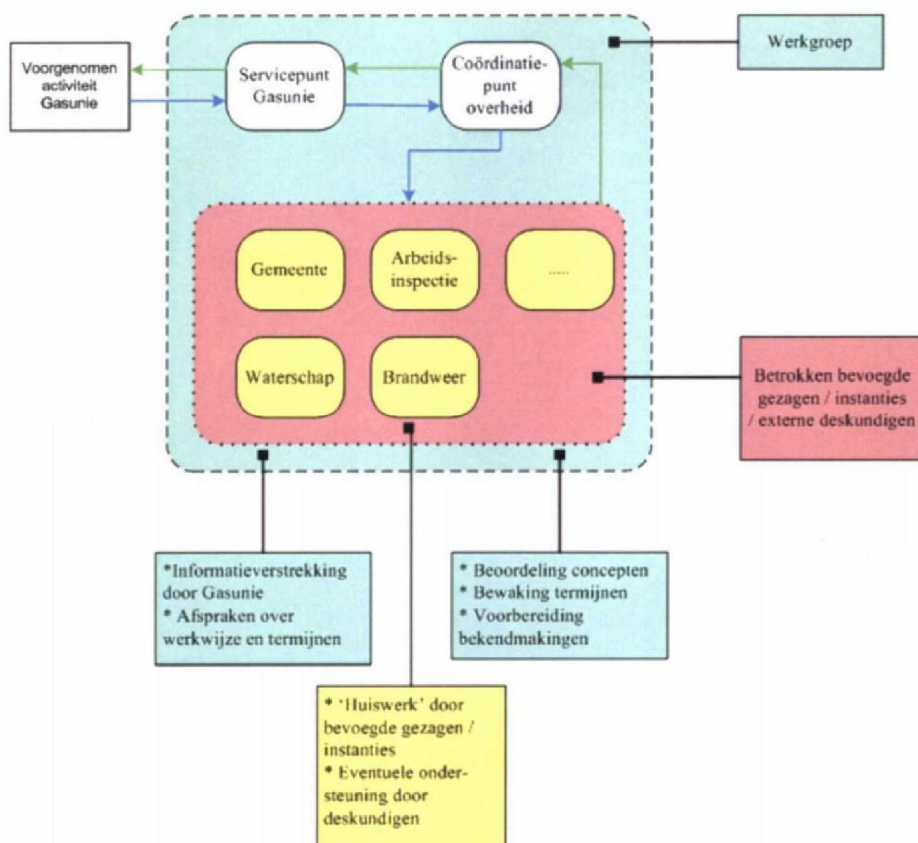 Werkgroep
Voorgenomen
activiteit
Gasunie
Servicepunt
Gasunie
Coördinatie-
punt
overheid
Gemeente
Arbeids-
inspectie
.....
Waterschap
Brandweer
Betrokken bevoegde
gezagen / instanties
/ externe deskundigen
*Informatieverstrekking
door Gasunie
* Afspraken over
werkwijze en termijnen
* Beoordeling concepten
* Bewaking termijnen
* Voorbereiding
bekendmakingen
* ‘Huiswerk’ door
bevoegde gezagen /
instanties
* Eventuele onder-
steuning door
deskundigen